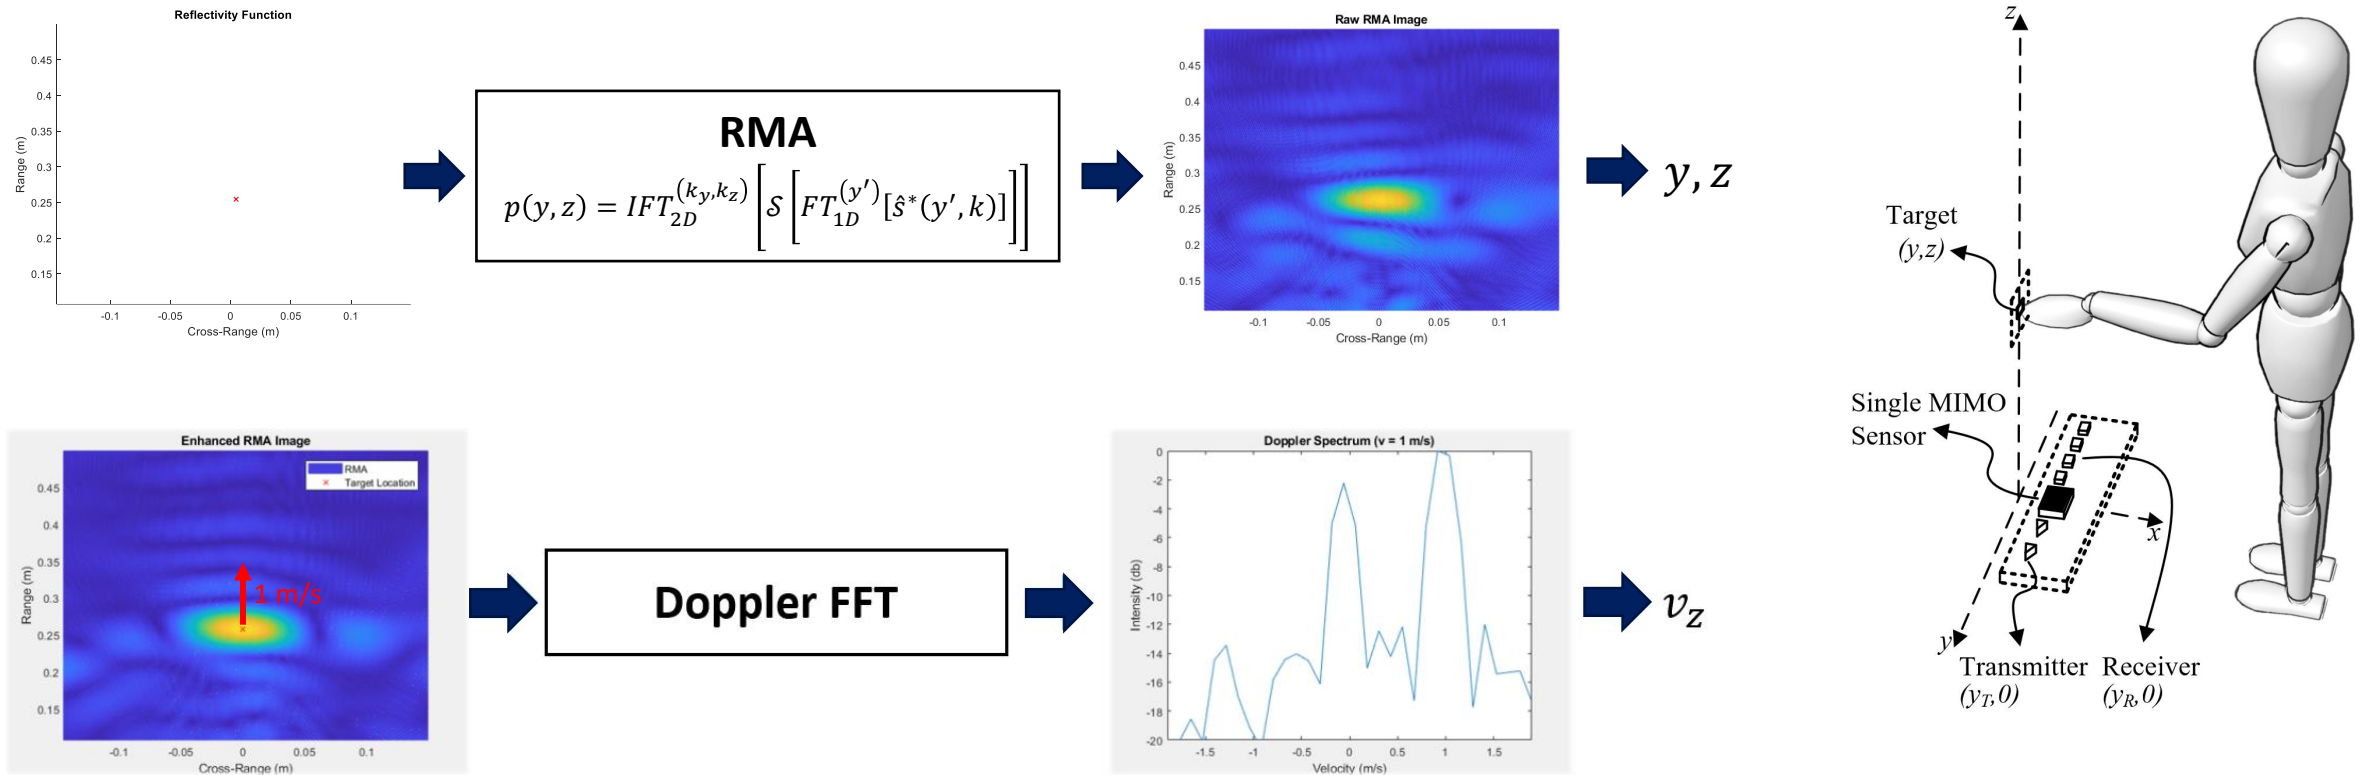 Reflectivity Function
Range (m)
0.45
0.4
0.35
0.3
0.25
0.2
0.15
-0.1 -0.05 0 0.05 0.1
Cross-Range (m)
RMA
p(y, z) = IFT_{2D}^{(k_y,k_z)} [𝒮 [FT_{1D}^{(y′)}[ŝ*(y′, k)]]]
Raw RMA Image
Range (m)
0.45
0.4
0.35
0.3
0.25
0.2
0.15
-0.1 -0.05 0 0.05 0.1
Cross-Range (m)
y, z
z
Target
(y,z)
Single MIMO
Sensor
x
y
Transmitter
(y_T,0)
Receiver
(y_R,0)
Enhanced RMA Image
RMA
Target Location
Range (m)
0.45
0.4
0.35
0.3
0.25
0.2
0.15
1 m/s
-0.1 -0.05 0 0.05 0.1
Cross-Range (m)
Doppler FFT
Doppler Spectrum (v = 1 m/s)
Intensity (db)
0
-2
-4
-6
-8
-10
-12
-14
-16
-18
-20
-1.5 -1 -0.5 0 0.5 1 1.5
Velocity (m/s)
v_z